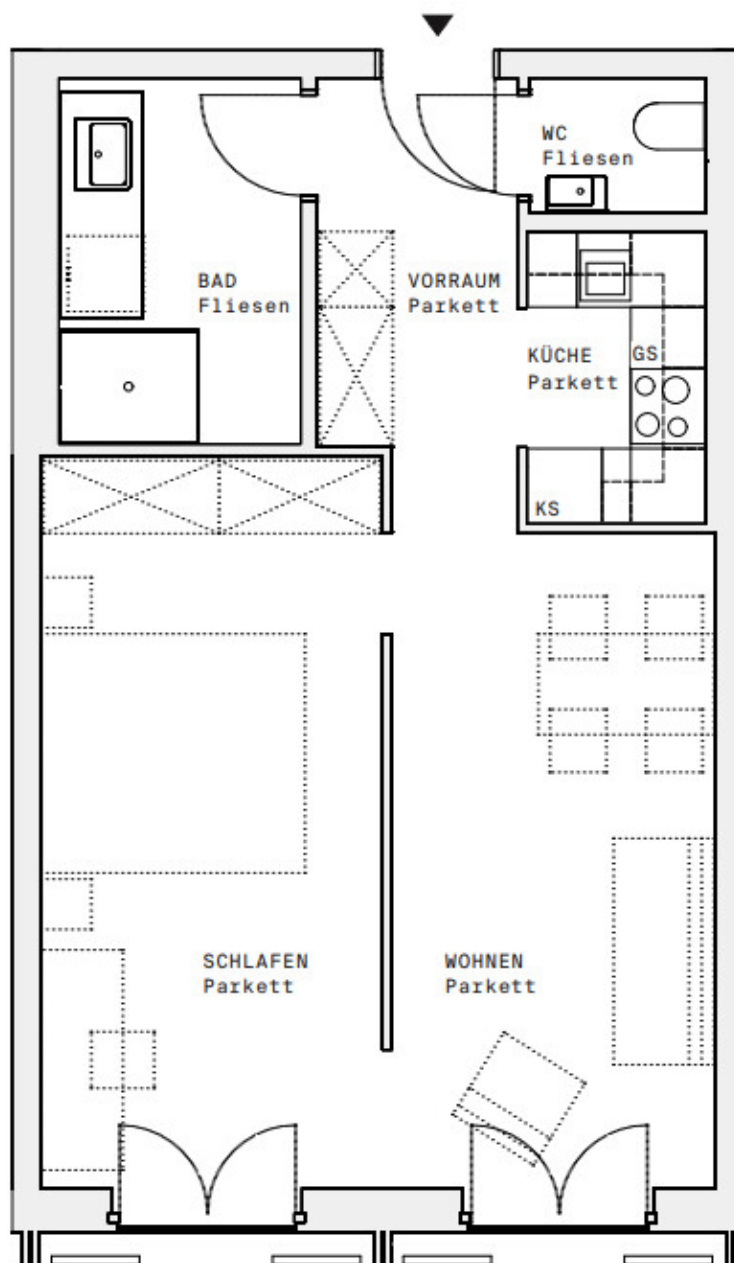 WC
Fliesen
BAD
Fliesen
VORRAUM
Parkett
KÜCHE
Parkett
GS
KS
SCHLAFEN
Parkett
WOHNEN
Parkett